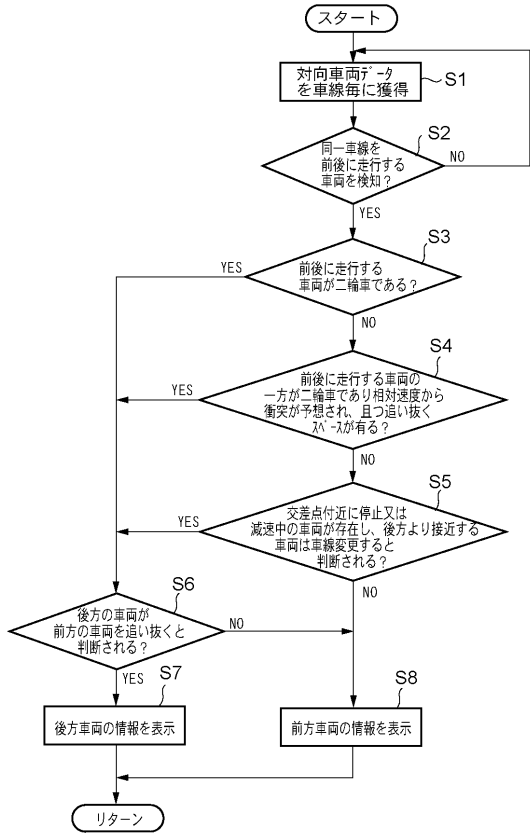 スタート
対向車両データ
を車線毎に獲得
S1
S2
同一車線を
前後に走行する
車両を検知?
NO
YES
S3
YES
前後に走行する
車両が二輪車である?
NO
S4
前後に走行する車両の
一方が二輪車であり相対速度から
衝突が予想され、且つ追い抜く
スペースが有る?
YES
NO
S5
交差点付近に停止又は
減速中の車両が存在し、後方より接近する
車両は車線変更すると
判断される?
YES
NO
S6
後方の車両が
前方の車両を追い抜くと
判断される?
NO
YES
S7
後方車両の情報を表示
S8
前方車両の情報を表示
リターン